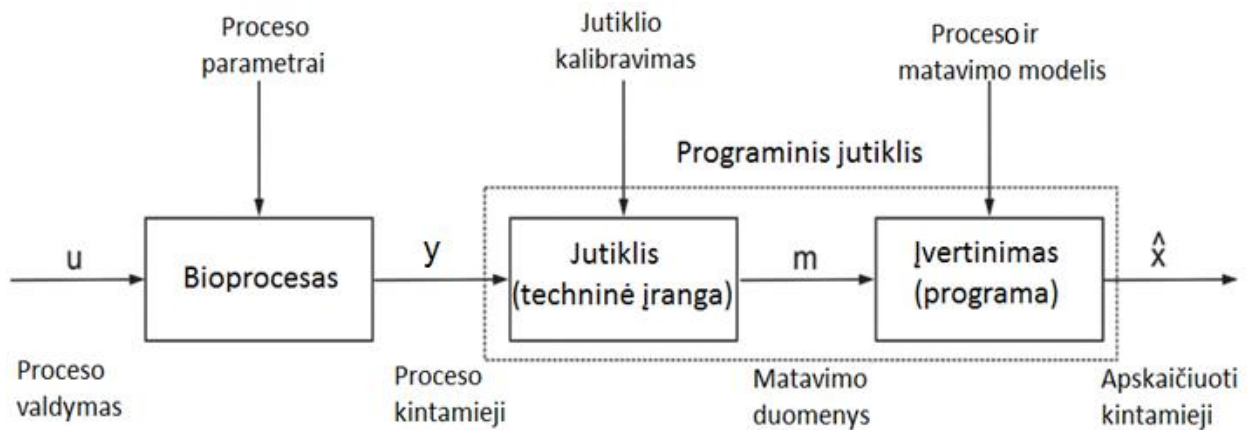 Proceso
parametrai
Jutiklio
kalibravimas
Proceso ir
matavimo modelis
Programinis jutiklis
u
Bioprocesas
y
Jutiklis
(techninė įranga)
m
Įvertinimas
(programa)
x̂
Proceso
valdymas
Proceso
kintamieji
Matavimo
duomenys
Apskaičiuoti
kintamieji